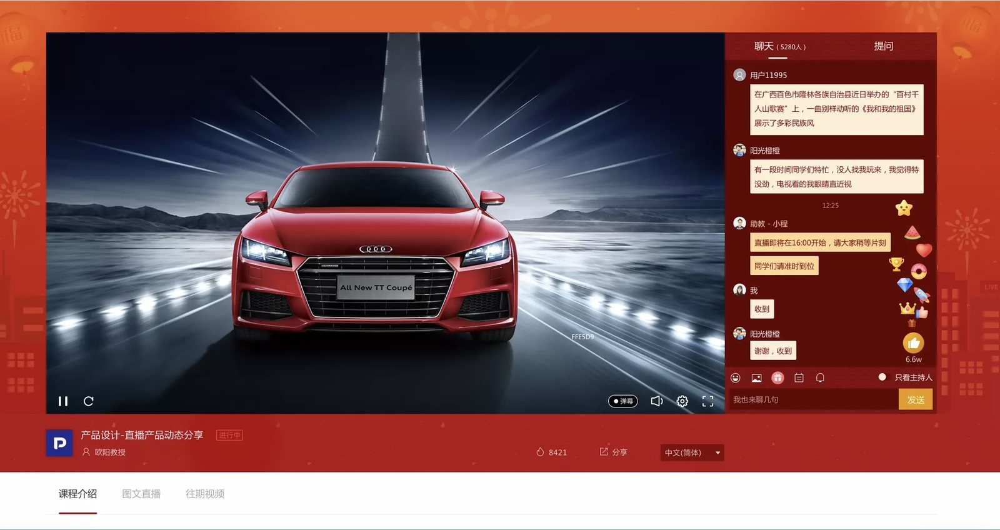 福
福
聊天（5280人）
提问
用户11995
在广西百色市隆林各族自治县近日举办的“百村千
人山歌赛”上，一曲别样动听的《我和我的祖国》
展示了多彩民族风
阳光橙橙
有一段时间同学们特忙，没人找我玩来，我觉得特
没劲，电视看的我眼睛直近视
12:25
助教 - 小程
直播即将在16:00开始，请大家稍等片刻
同学们请准时到位
我
收到
阳光橙橙
谢谢，收到
6.6w
只看主持人
我也来聊几句
发送
LIVE
All New TT Coupé
FFE5D9
弹幕
产品设计-直播产品动态分享
进行中
欧阳教授
8421
分享
中文(简体)
课程介绍
图文直播
往期视频